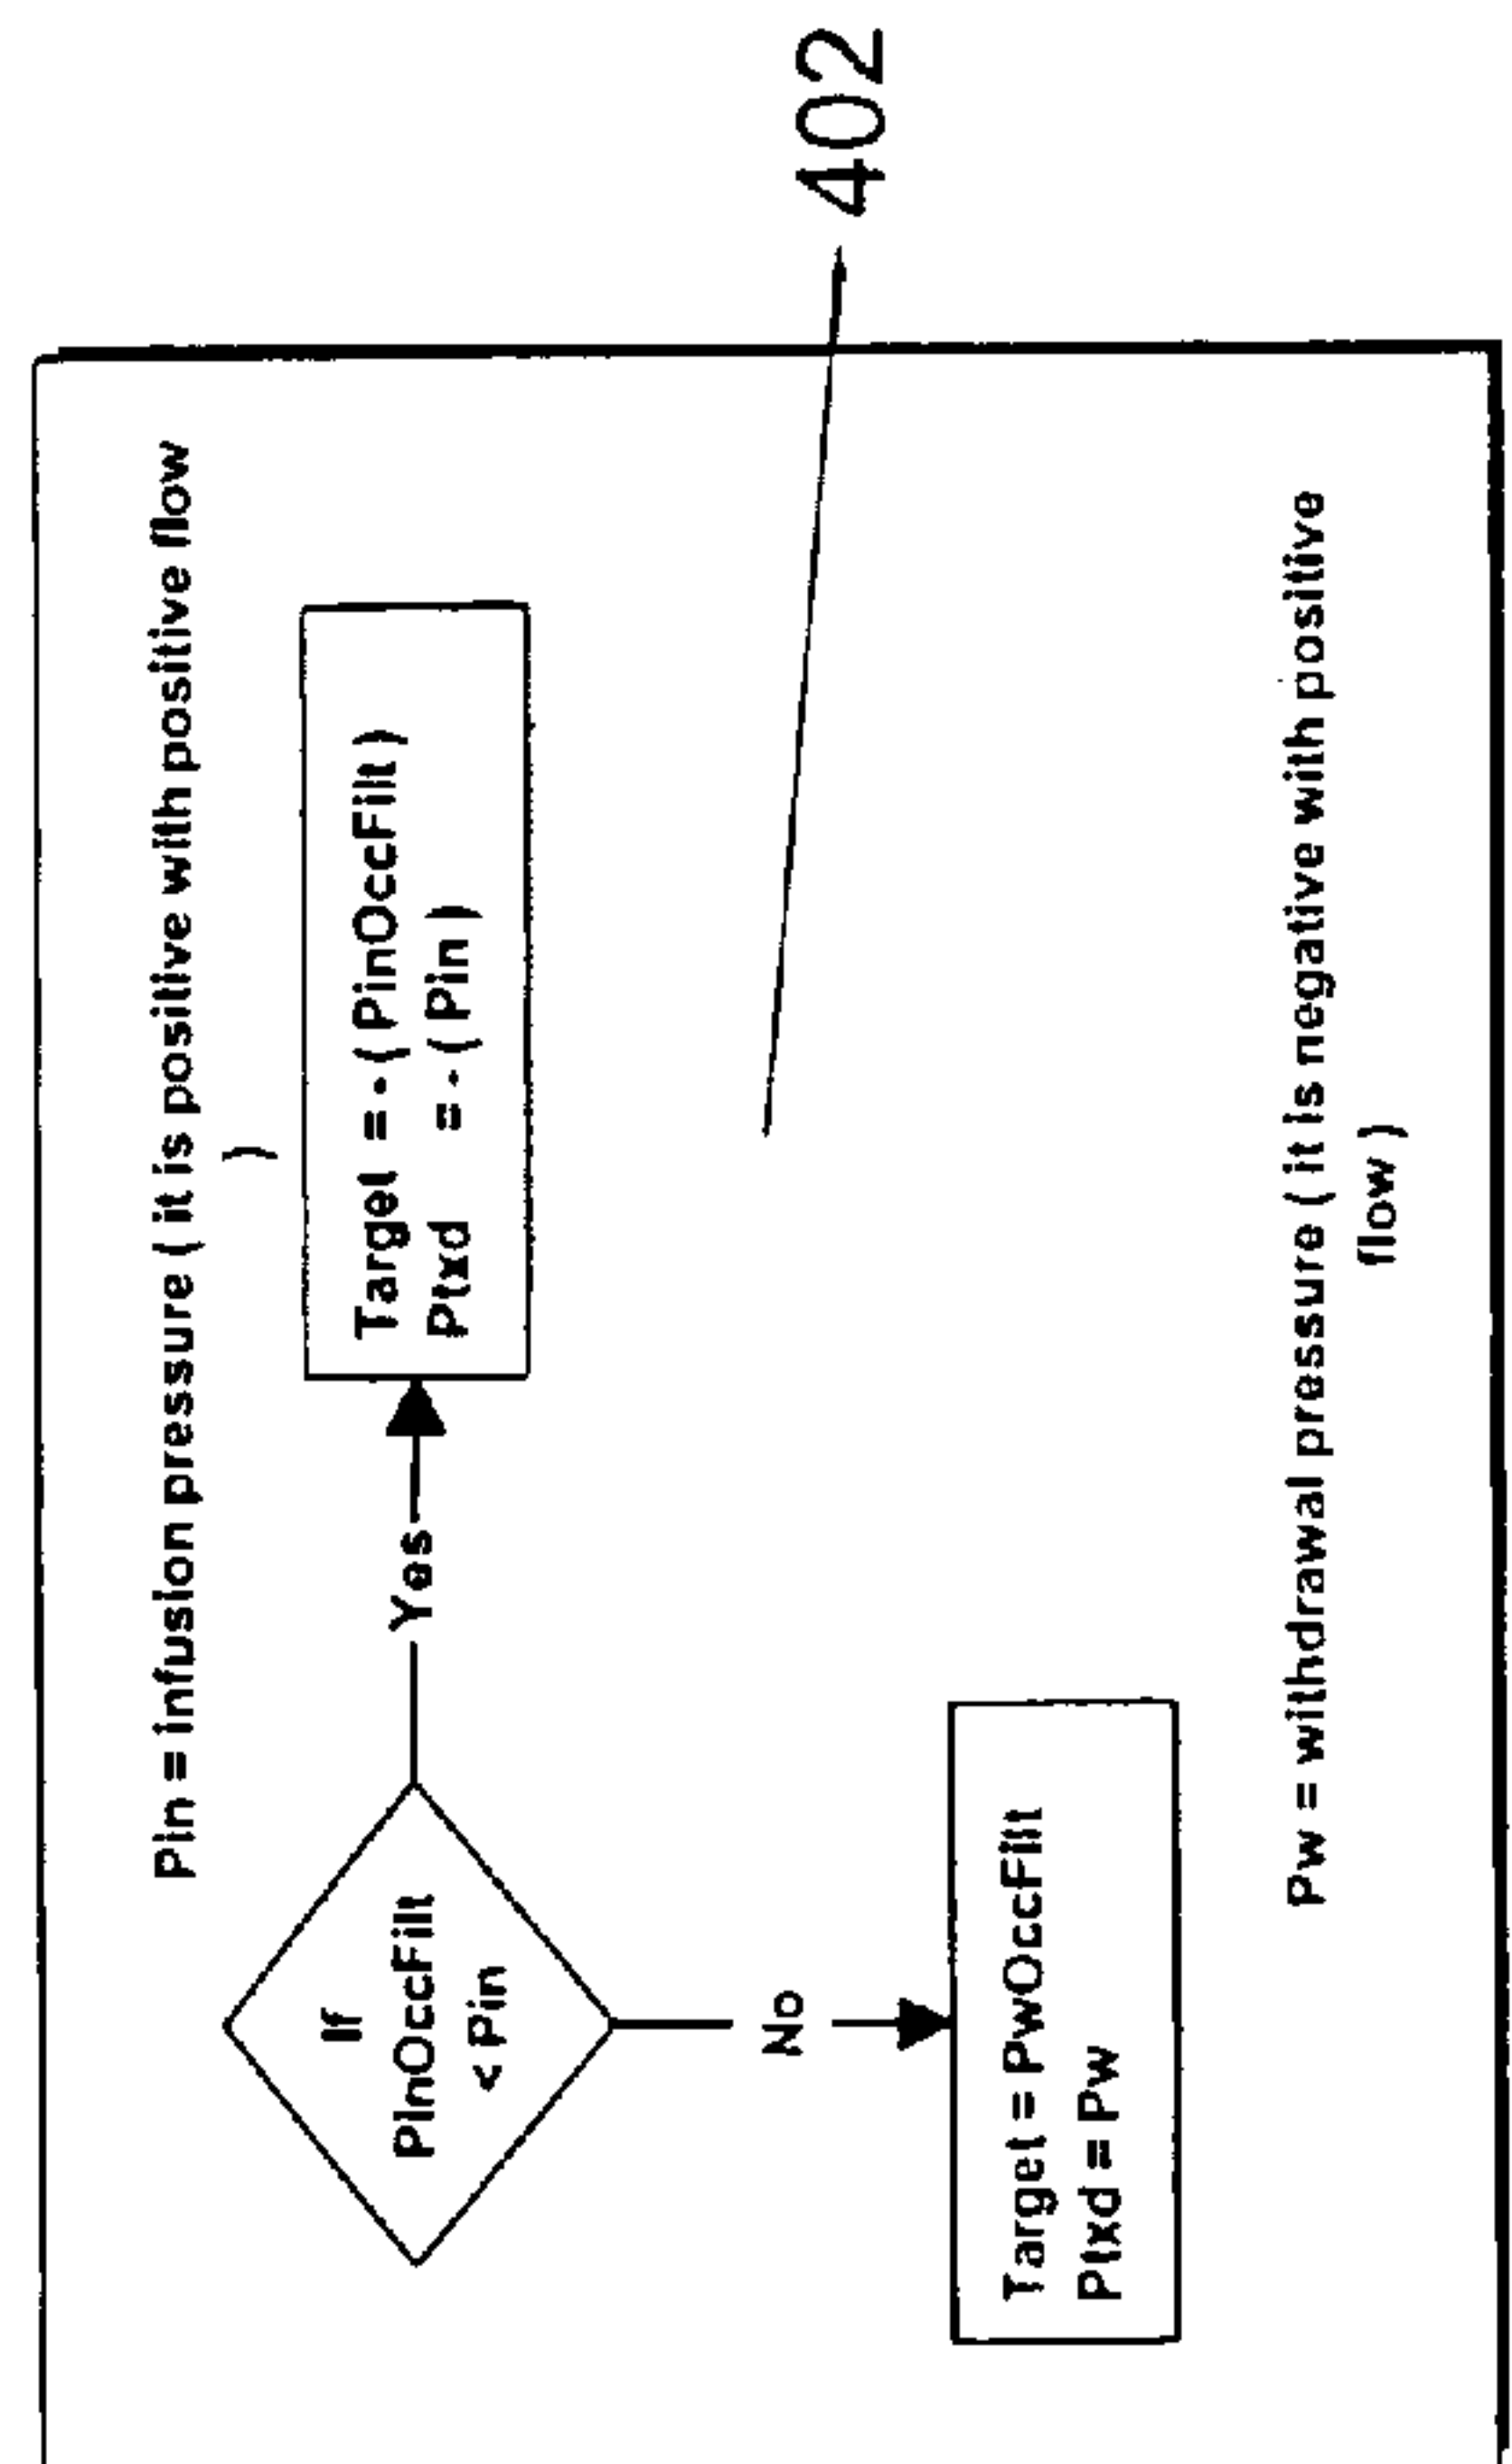 Pin = infusion pressure ( it is positive with positive flow
)
If
PinOccFilt
< Pin
Yes
Target = - ( PinOccFilt )
Ptxd = - ( Pin )
No
Target = PwOccFilt
Ptxd = Pw
402
Pw = withdrawal pressure ( it is negative with positive
flow )